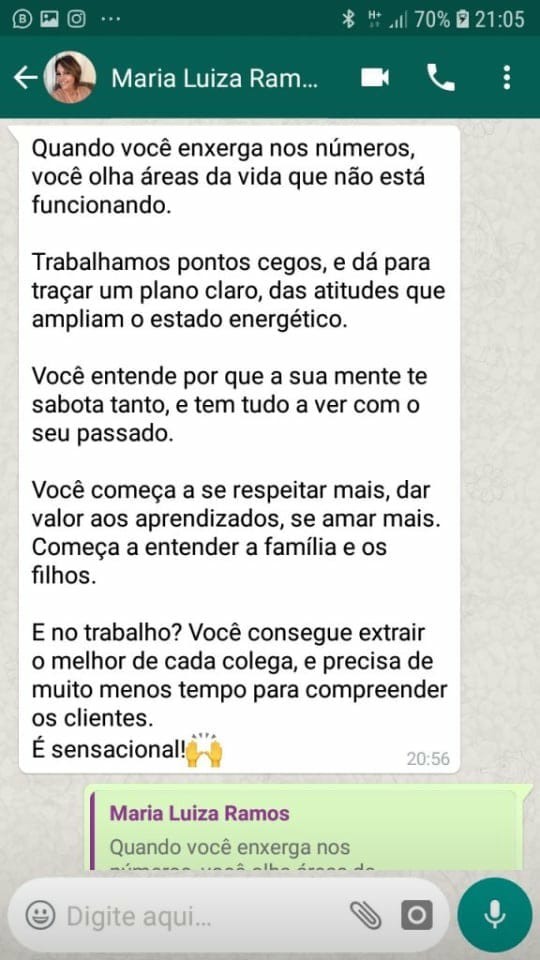 70% 21:05
Maria Luiza Ram...
Quando você enxerga nos números,
você olha áreas da vida que não está
funcionando.
Trabalhamos pontos cegos, e dá para
traçar um plano claro, das atitudes que
ampliam o estado energético.
Você entende por que a sua mente te
sabota tanto, e tem tudo a ver com o
seu passado.
Você começa a se respeitar mais, dar
valor aos aprendizados, se amar mais.
Começa a entender a família e os
filhos.
E no trabalho? Você consegue extrair
o melhor de cada colega, e precisa de
muito menos tempo para compreender
os clientes.
É sensacional!🙌
20:56
Maria Luiza Ramos
Quando você enxerga nos
números, você olha áreas da
Digite aqui...